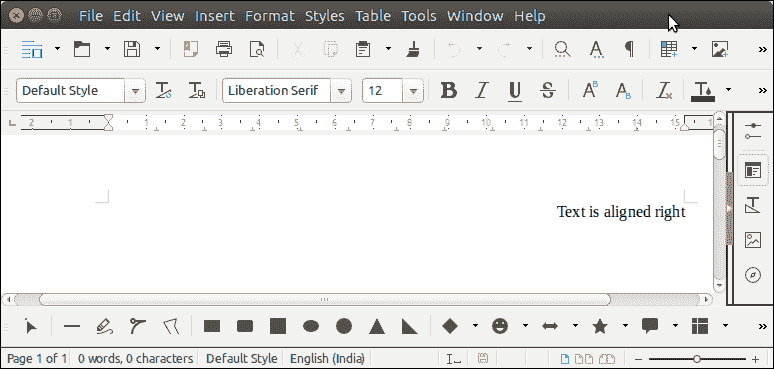 File Edit View Insert Format Styles Table Tools Window Help
Default Style Liberation Serif 12 B I U S
2 1 1 2 3 4 5 6 7 8 9 10 11 12 13 14 15
Text is aligned right
Page 1 of 1 0 words, 0 characters Default Style English (India)